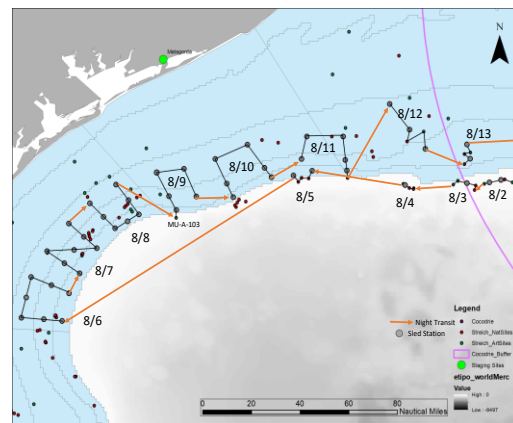 Matagorda
N
8/12
8/13
8/11
8/10
8/9
8/5
8/4
8/3
8/2
MU-A-103
8/8
8/7
8/6
Night Transit
Sled Station
Legend
Cocodrie
Stretch_NatSites
Stretch_ArtSites
Cocodrie_Buffer
Staging Sites
etipo_worldMerc
Value
High : 0
Low : -8497
0 20 40 60 80
Nautical Miles